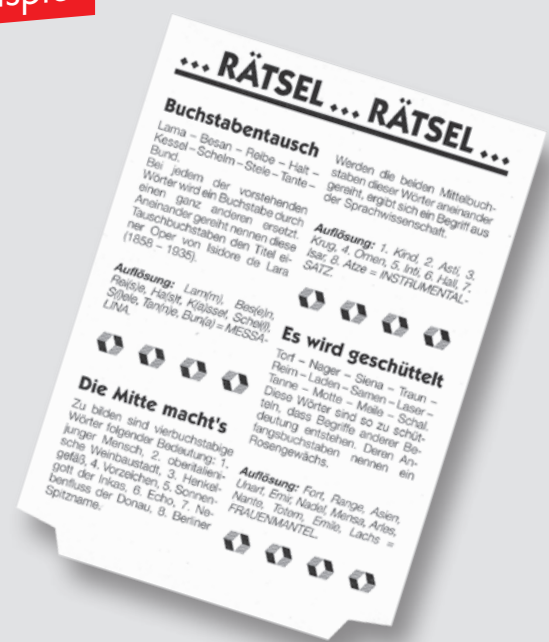 ... RÄTSEL ... RÄTSEL ...
Buchstabentausch
Lama – Besan – Reibe – Halt –
Kessel – Schelm – Stele – Tante –
Bund.
Bei jedem der vorstehenden
Wörter wird ein Buchstabe durch
einen ganz anderen ersetzt.
Aneinander gereiht nennen diese
Tauschbuchstaben den Titel ei-
ner Oper von Isidore de Lara
(1858 – 1935).
Auflösung: Lam(m), Bes(e)n,
Rei(s)e, Ha(s)t, K(a)ssel, Sche(l)l,
S(i)ele, Tan(n)e, Bun(a) = MESSA-
LINA.
Die Mitte macht's
Zu bilden sind vierbuchstabige
Wörter folgender Bedeutung: 1.
junger Mensch, 2. oberitalieni-
sche Weinbaustadt, 3. Henkel-
gefäß, 4. Vorzeichen, 5. Sonnen-
gott der Inkas, 6. Echo, 7. Ne-
benfluss der Donau, 8. Berliner
Spitzname.
Werden die beiden Mittelbuch-
staben dieser Wörter aneinander
gereiht, ergibt sich ein Begriff aus
der Sprachwissenschaft.
Auflösung: 1. Kind, 2. Asti, 3.
Krug, 4. Omen, 5. Inti, 6. Hall, 7.
Isar, 8. Atze = INSTRUMENTAL-
SATZ.
Es wird geschüttelt
Torf – Nager – Siena – Traun –
Reim – Laden – Samen – Laser –
Tanne – Motte – Meile – Schal.
Diese Wörter sind so zu schüt-
teln, dass Begriffe anderer Be-
deutung entstehen. Deren An-
fangsbuchstaben nennen ein
Rosengewächs.
Auflösung: Fort, Range, Asien,
Unart, Emir, Nadel, Mensa, Arles,
Nante, Totem, Emile, Lachs =
FRAUENMANTEL.